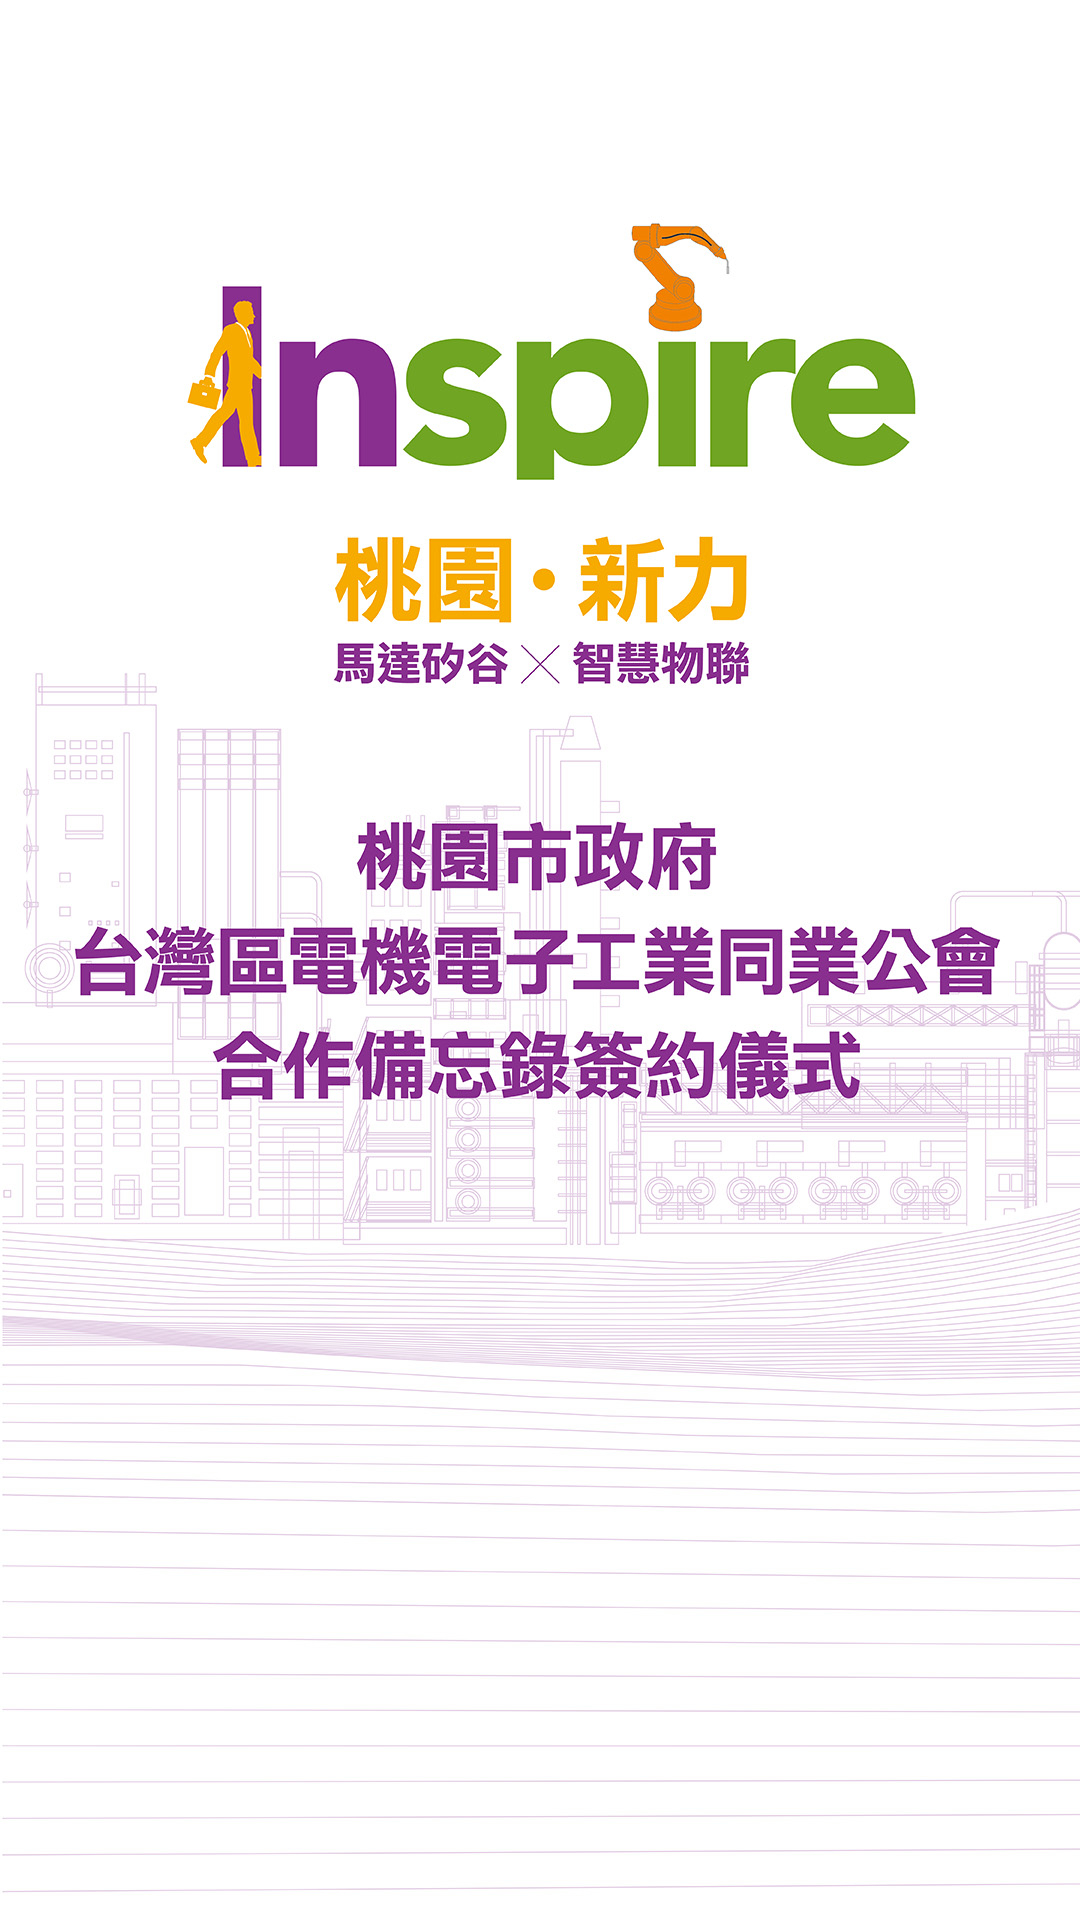 Inspire
桃園·新力
馬達矽谷×智慧物聯
桃園市政府
台灣區電機電子工業同業公會
合作備忘錄簽約儀式